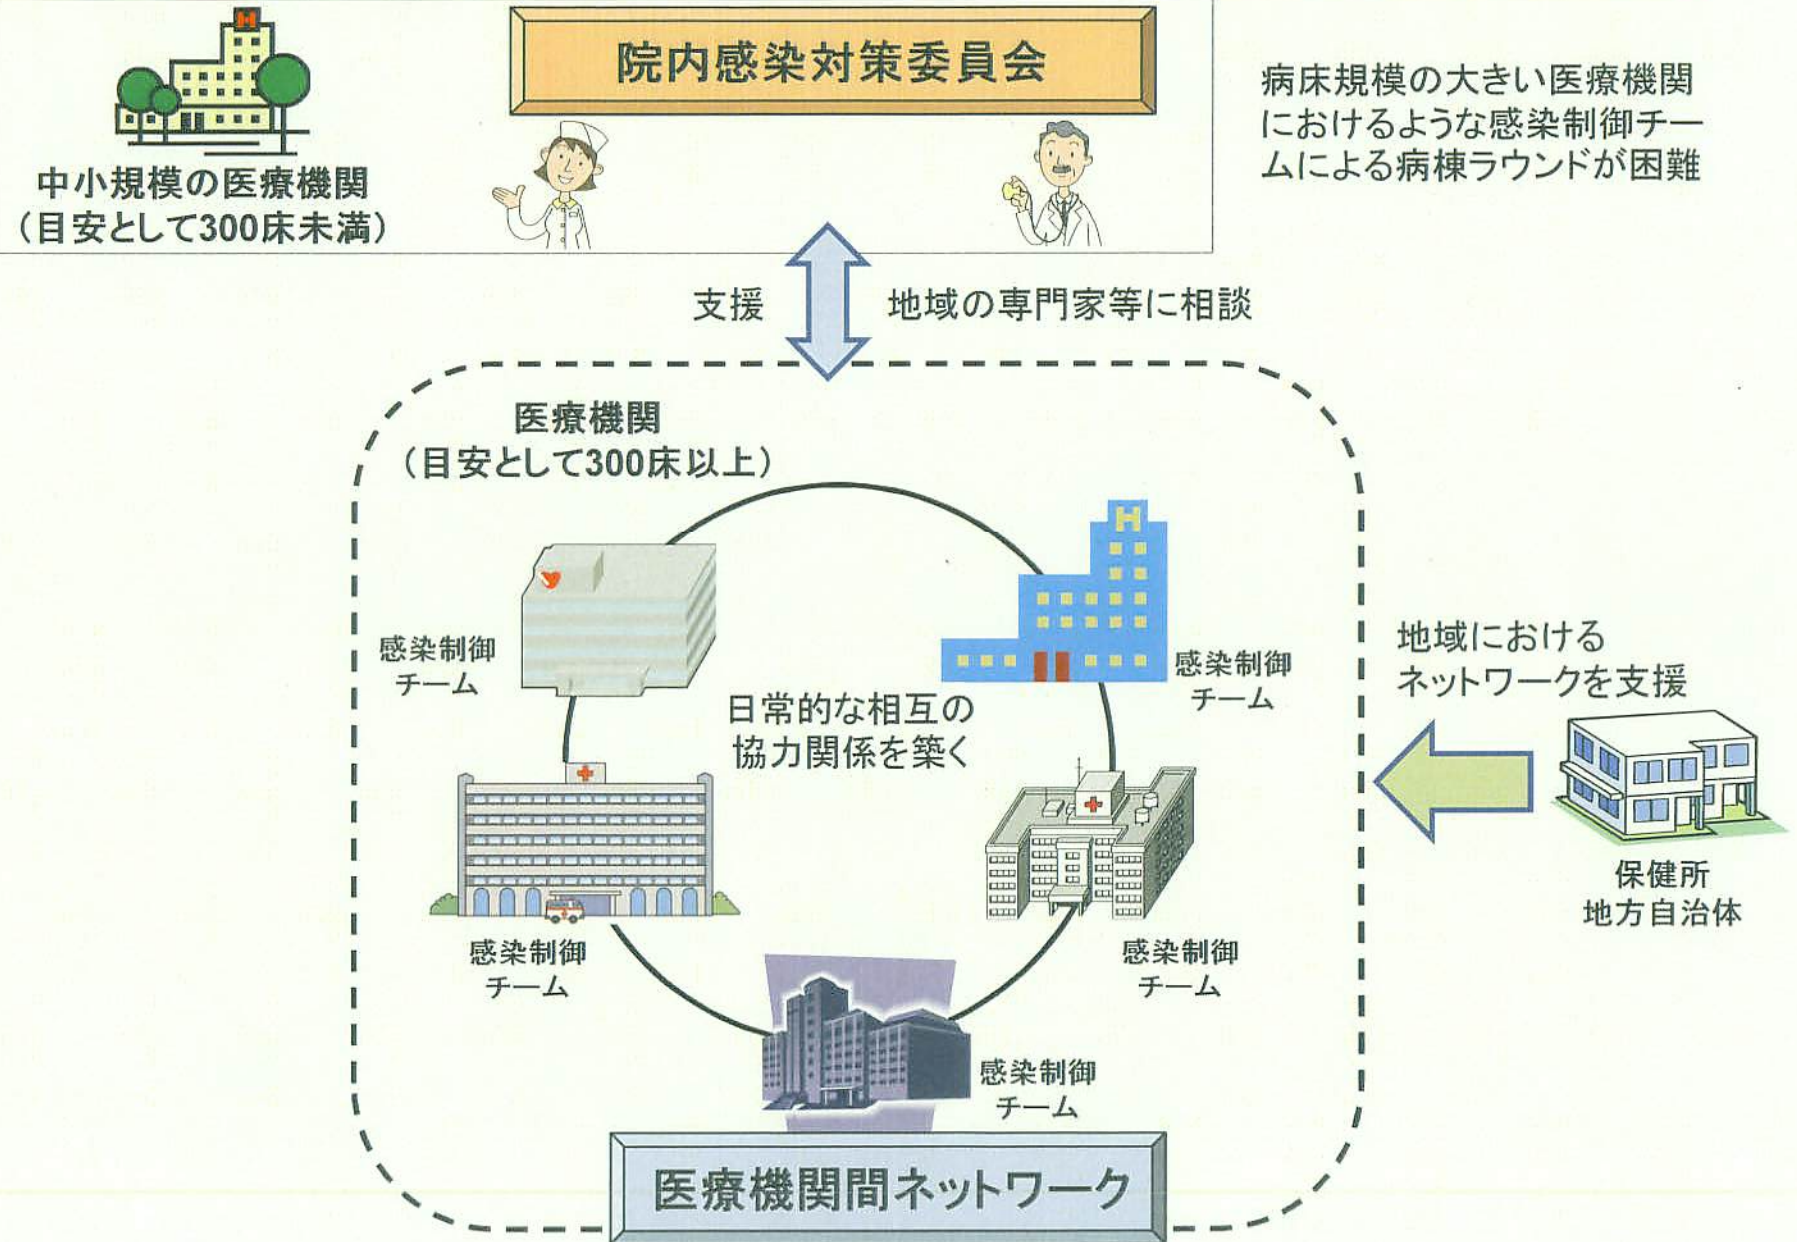 H
院内感染対策委員会
中小規模の医療機関
（目安として300床未満）
病床規模の大きい医療機関
におけるような感染制御チー
ムによる病棟ラウンドが困難
支援
地域の専門家等に相談
医療機関
（目安として300床以上）
H
感染制御
チーム
感染制御
チーム
日常的な相互の
協力関係を築く
感染制御
チーム
感染制御
チーム
感染制御
チーム
医療機関間ネットワーク
地域における
ネットワークを支援
保健所
地方自治体